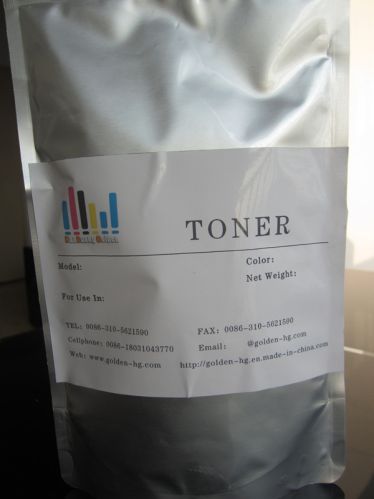 TONER
Model:
Color:
Net Weight:
For Use In:
TEL: 0086-310-5621590
FAX: 0086-310-5621590
Cellphone: 0086-18031043770
Email: @golden-hg.com
Web: www.golden-hg.com
http://golden-hg.en.made-in-china.com